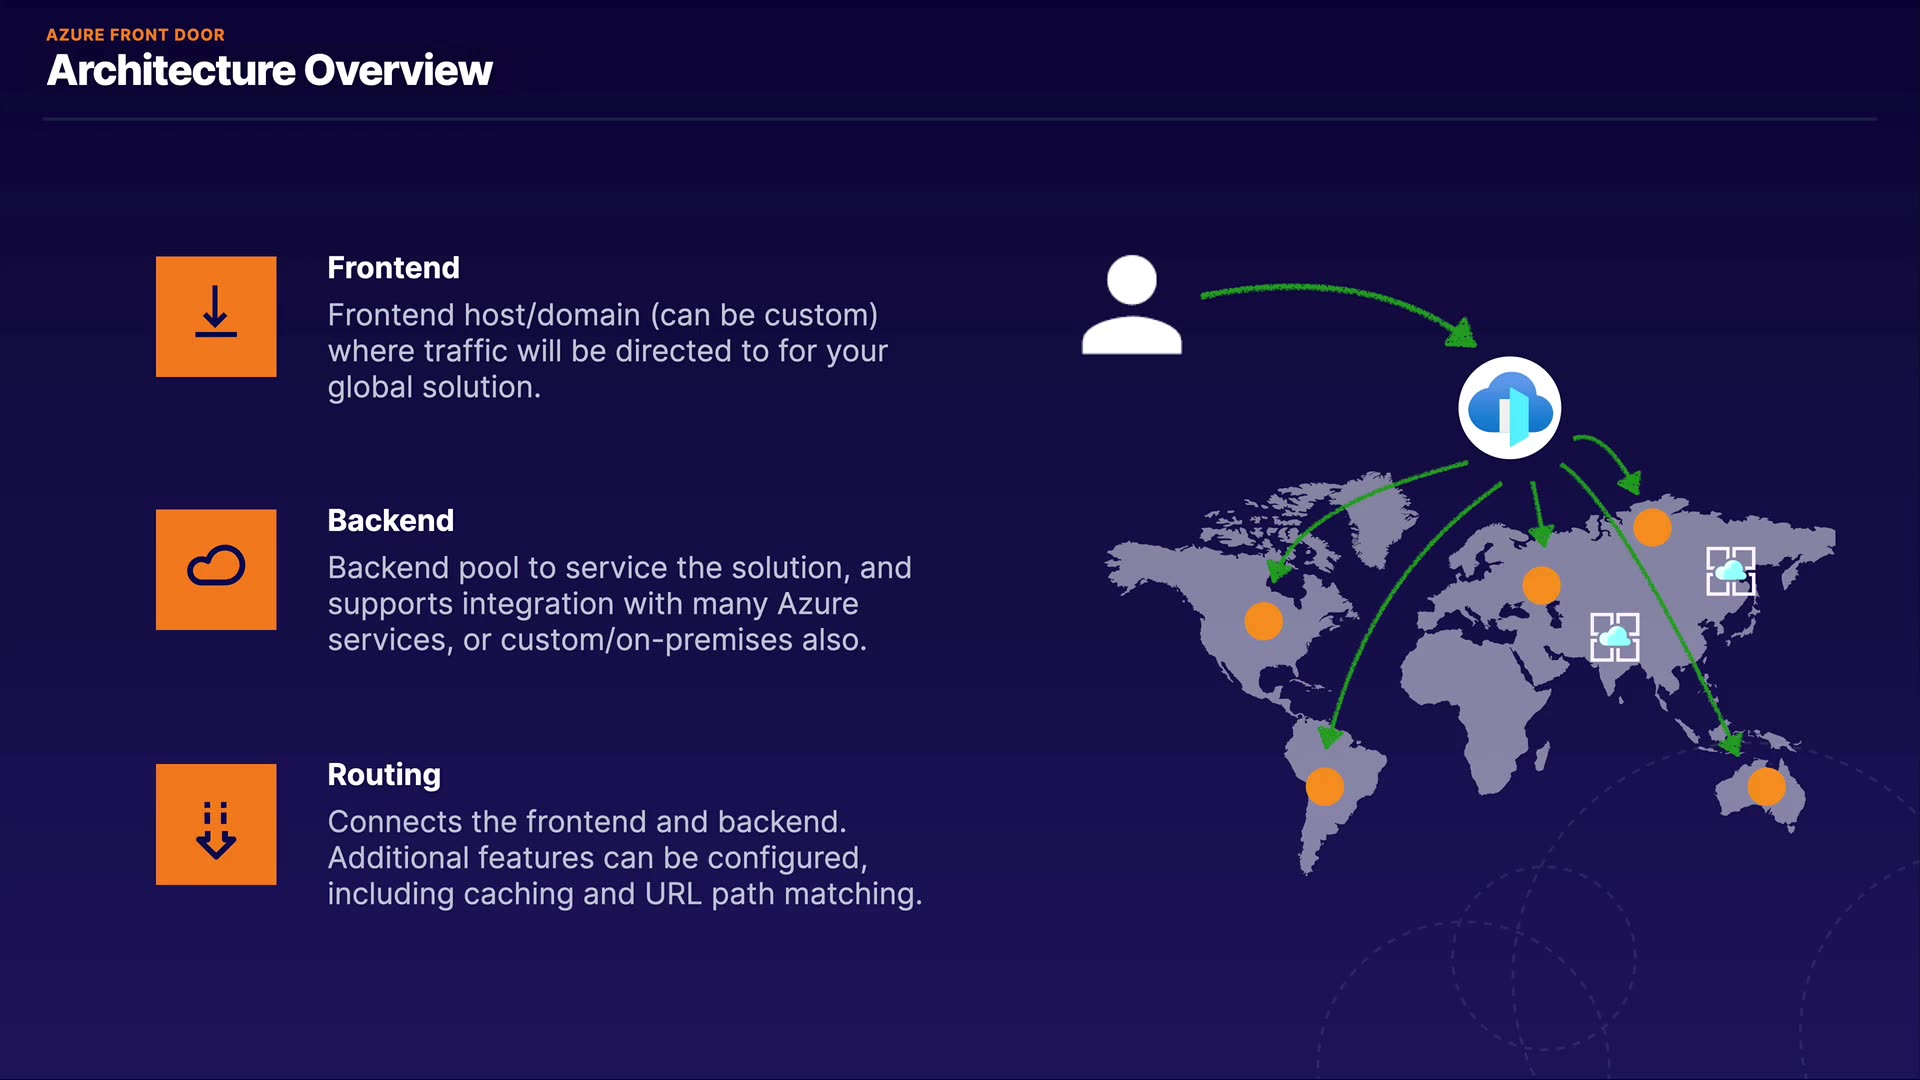 AZURE FRONT DOOR
Architecture Overview
Frontend
Frontend host/domain (can be custom)
where traffic will be directed to for your
global solution.
Backend
Backend pool to service the solution, and
supports integration with many Azure
services, or custom/on-premises also.
Routing
Connects the frontend and backend.
Additional features can be configured,
including caching and URL path matching.